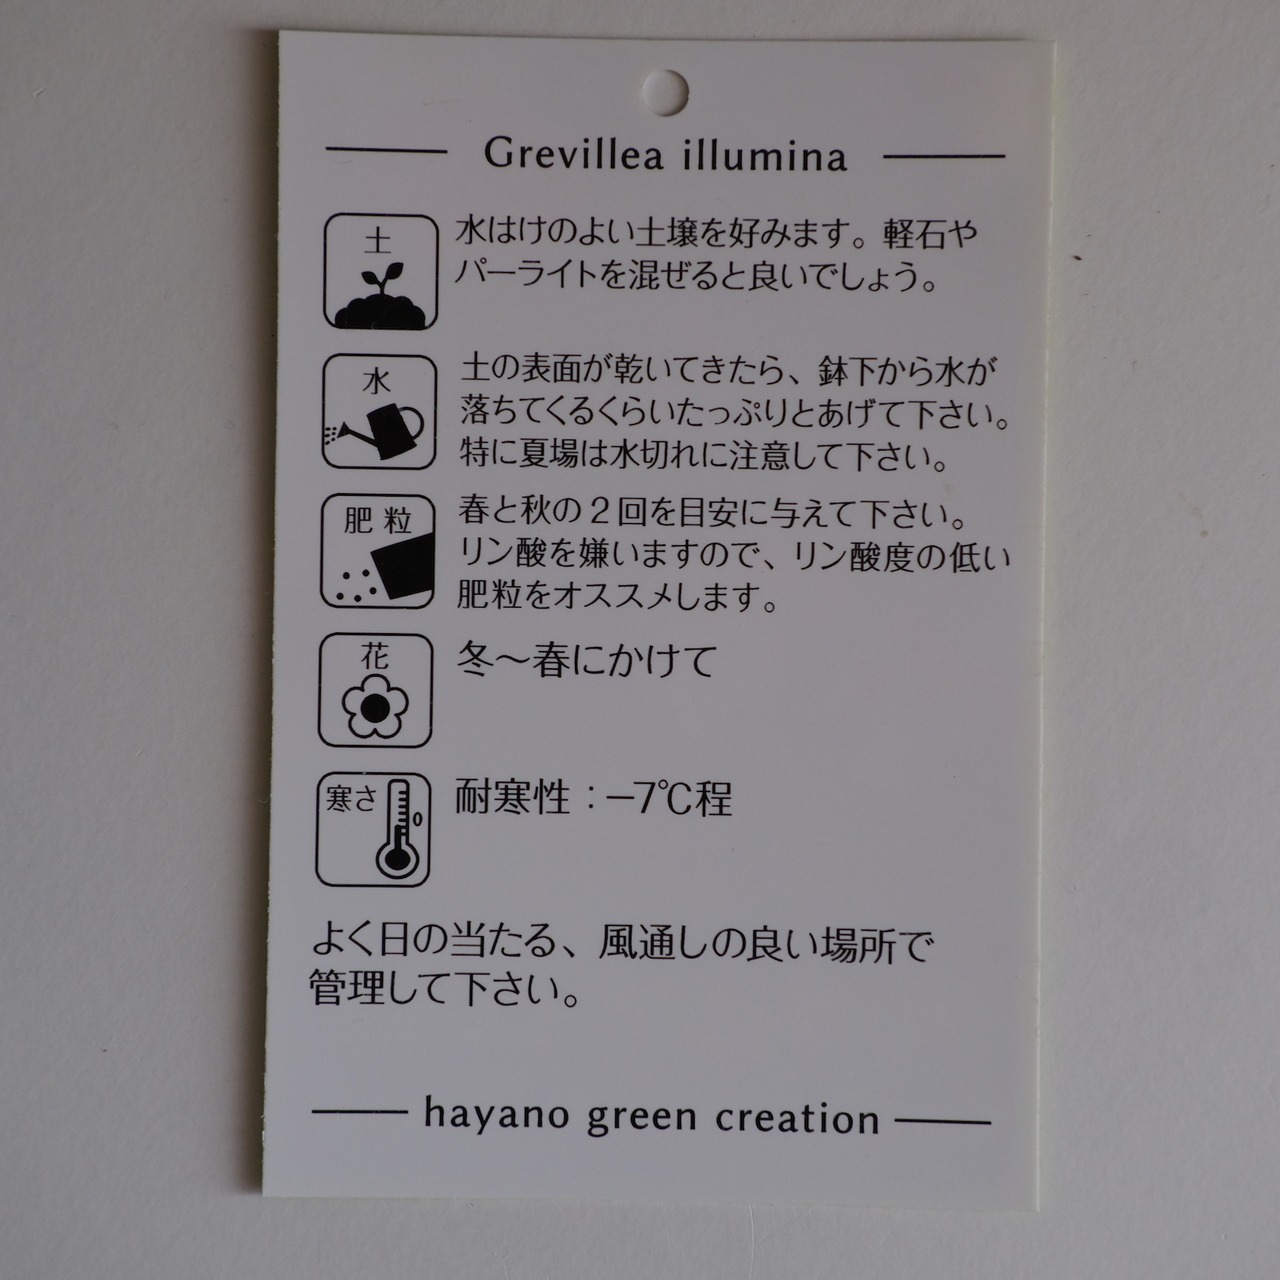 Grevillea illumina
土
水はけのよい土壌を好みます。軽石や
パーライトを混ぜると良いでしょう。
水
土の表面が乾いてきたら、鉢下から水が
落ちてくるくらいたっぷりとあげて下さい。
特に夏場は水切れに注意して下さい。
肥粒
春と秋の2回を目安に与えて下さい。
リン酸を嫌いますので、リン酸度の低い
肥粒をオススメします。
花
冬〜春にかけて
寒さ
0
耐寒性:−7℃程
よく日の当たる、風通しの良い場所で
管理して下さい。
hayano green creation